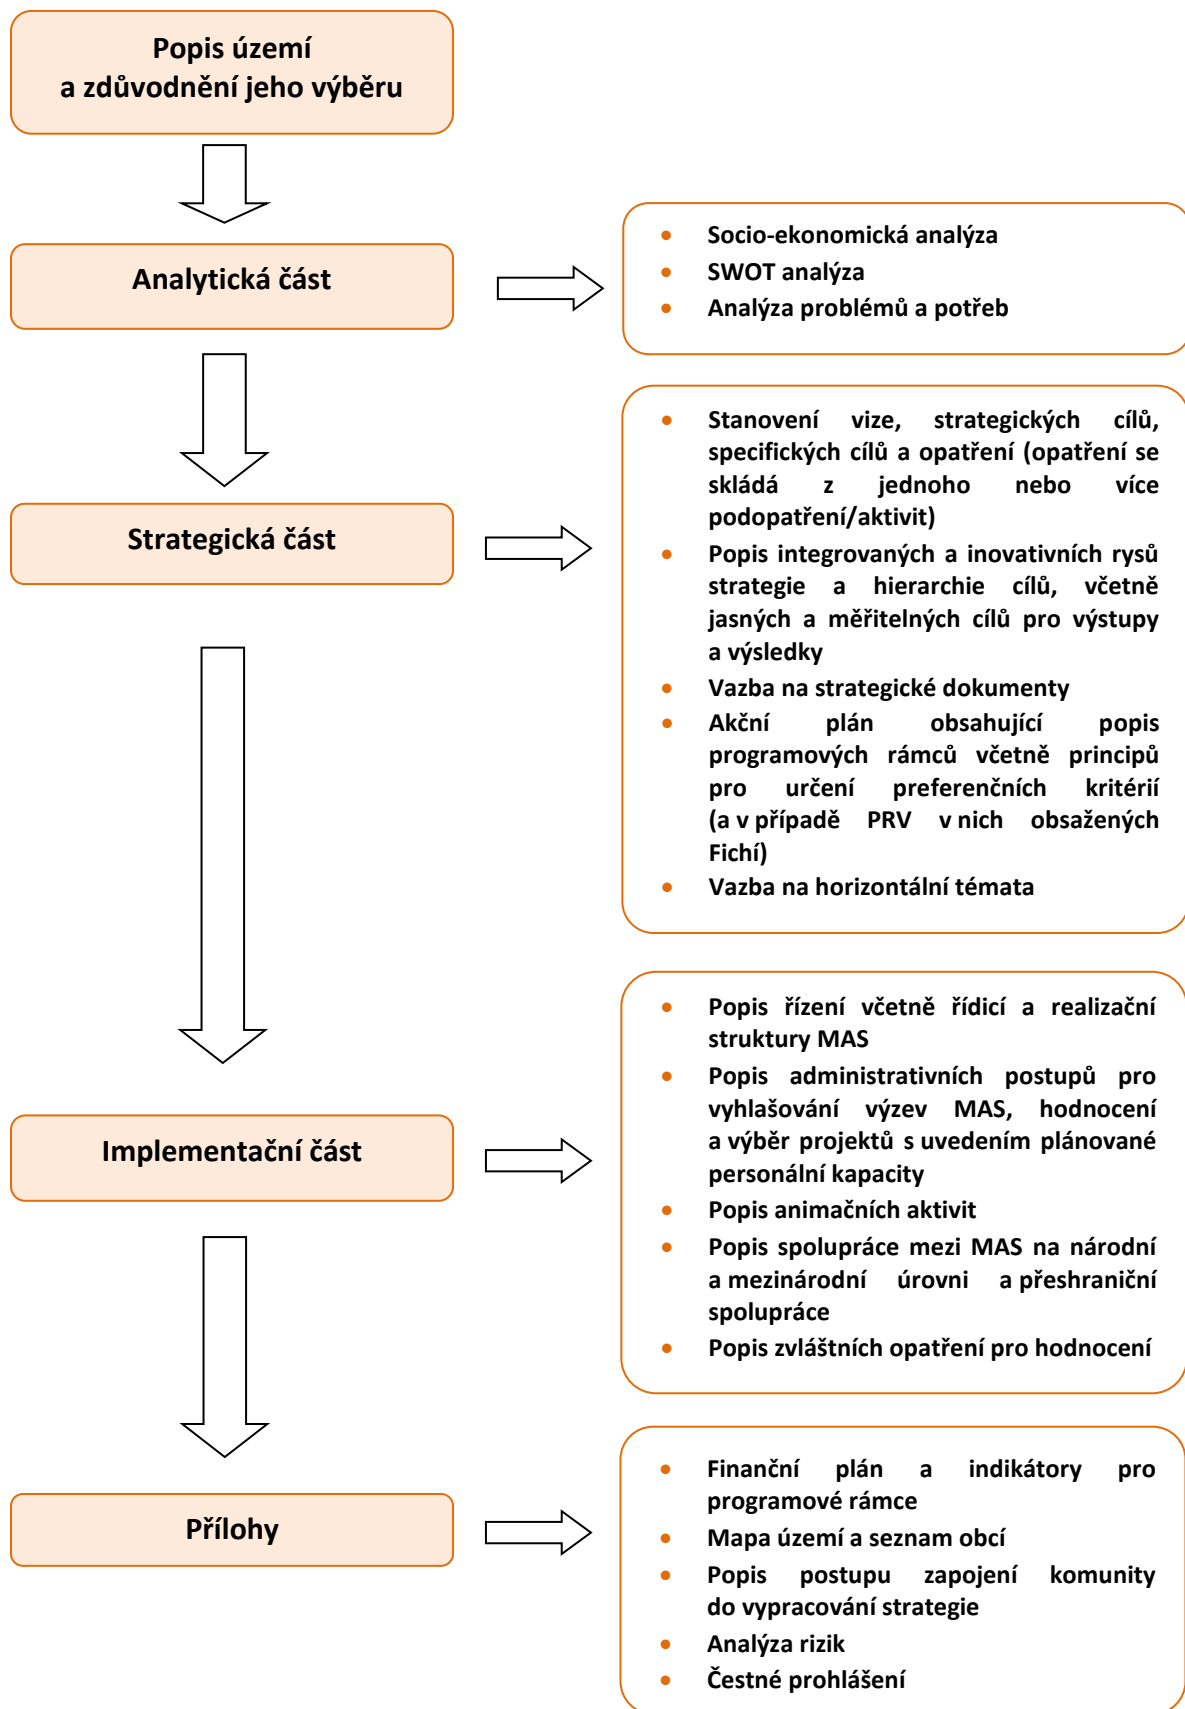 Popis území
a zdůvodnění jeho výběru
Analytická část
• Socio-ekonomická analýza
• SWOT analýza
• Analýza problémů a potřeb
Strategická část
• Stanovení vize, strategických cílů,
specifických cílů a opatření (opatření se
skládá z jednoho nebo více
podopatření/aktivit)
• Popis integrovaných a inovativních rysů
strategie a hierarchie cílů, včetně
jasných a měřitelných cílů pro výstupy
a výsledky
• Vazba na strategické dokumenty
• Akční plán obsahující popis
programových rámců včetně principů
pro určení preferenčních kritérií
(a v případě PRV v nich obsažených
Fichí)
• Vazba na horizontální témata
Implementační část
• Popis řízení včetně řídicí a realizační
struktury MAS
• Popis administrativních postupů pro
vyhlašování výzev MAS, hodnocení
a výběr projektů s uvedením plánované
personální kapacity
• Popis animačních aktivit
• Popis spolupráce mezi MAS na národní
a mezinárodní úrovni a přeshraniční
spolupráce
• Popis zvláštních opatření pro hodnocení
Přílohy
• Finanční plán a indikátory pro
programové rámce
• Mapa území a seznam obcí
• Popis postupu zapojení komunity
do vypracování strategie
• Analýza rizik
• Čestné prohlášení